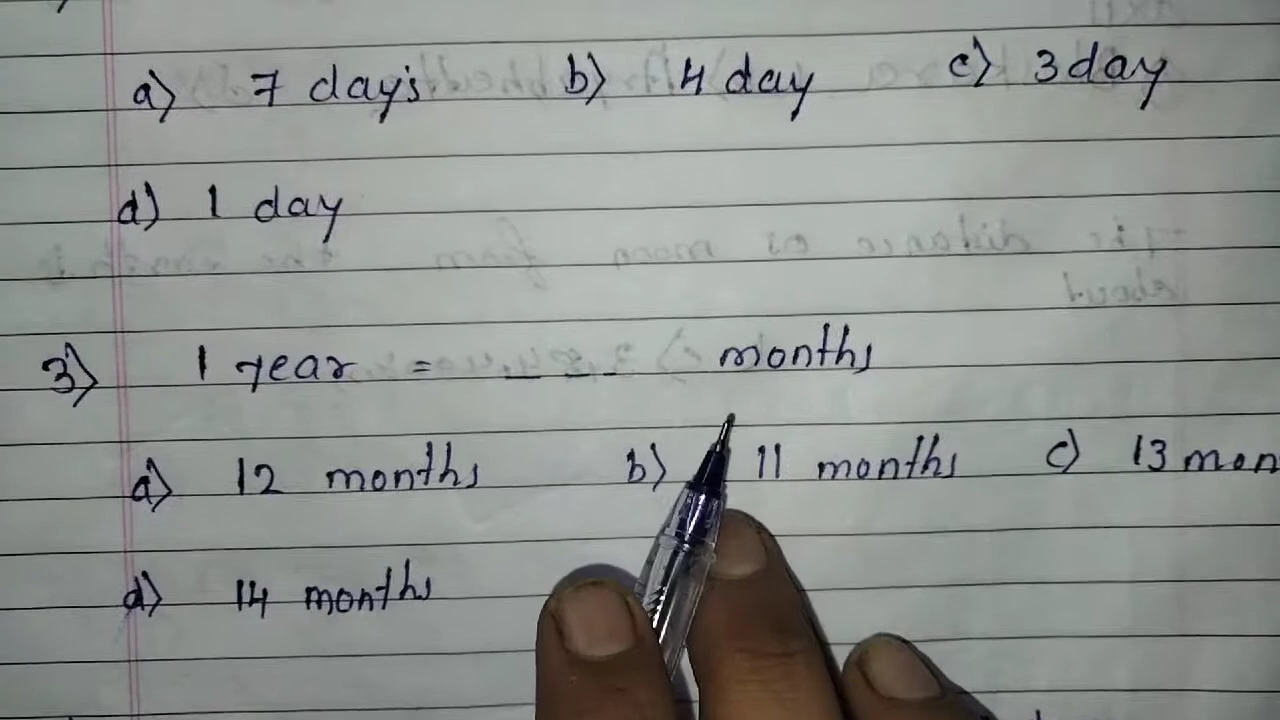 a) 7 days b) 4 day c) 3 day
d) 1 day
3) 1 year = _ _ _ months
a) 12 months b) 11 months c) 13 mon
d) 14 months